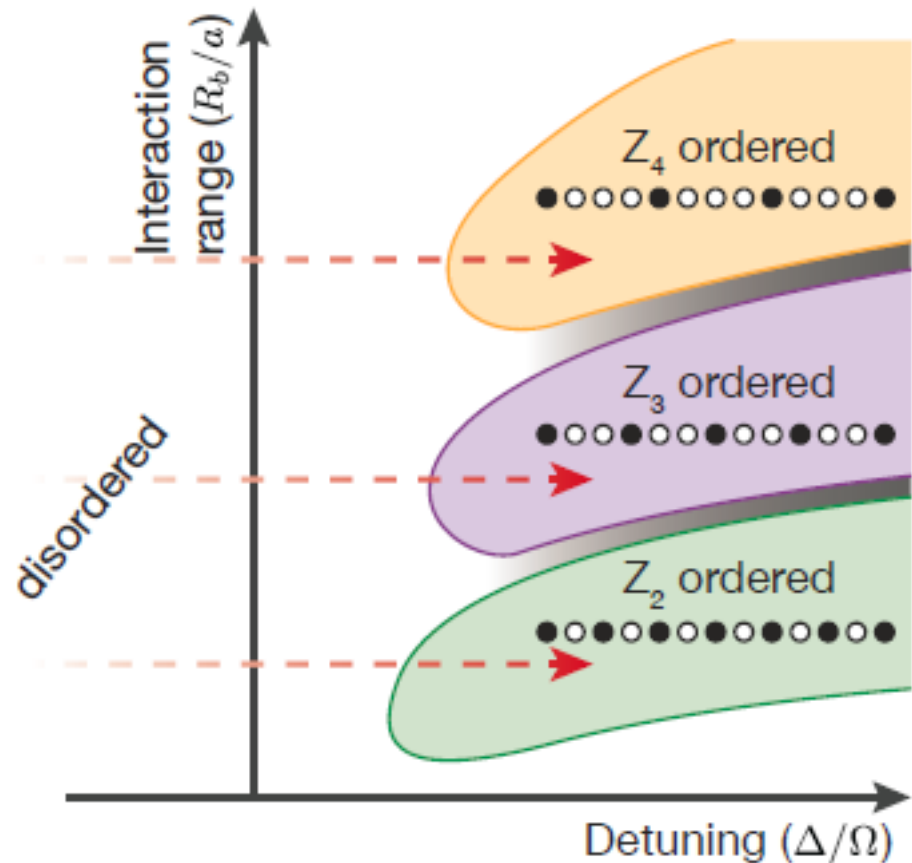 Interaction
range (R_b/a)
Z₄ ordered
Z₃ ordered
disordered
Z₂ ordered
Detuning (Δ/Ω)